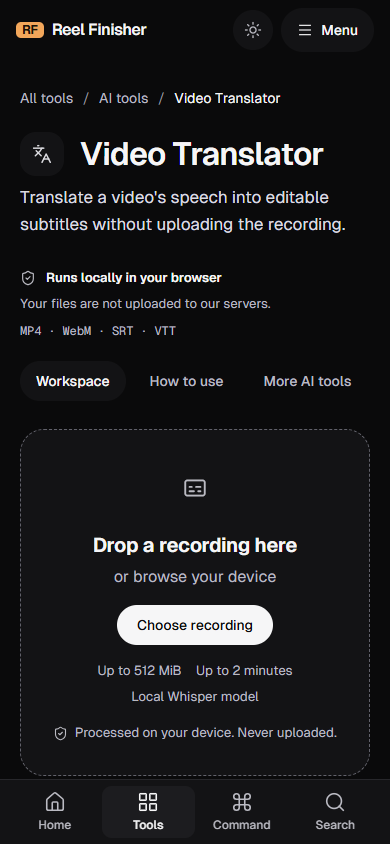 RF Reel Finisher
Menu
All tools / AI tools / Video Translator
Video Translator
Translate a video's speech into editable
subtitles without uploading the recording.
Runs locally in your browser
Your files are not uploaded to our servers.
MP4 · WebM · SRT · VTT
Workspace How to use More AI tools
Drop a recording here
or browse your device
Choose recording
Up to 512 MiB Up to 2 minutes
Local Whisper model
Processed on your device. Never uploaded.
Home Tools Command Search